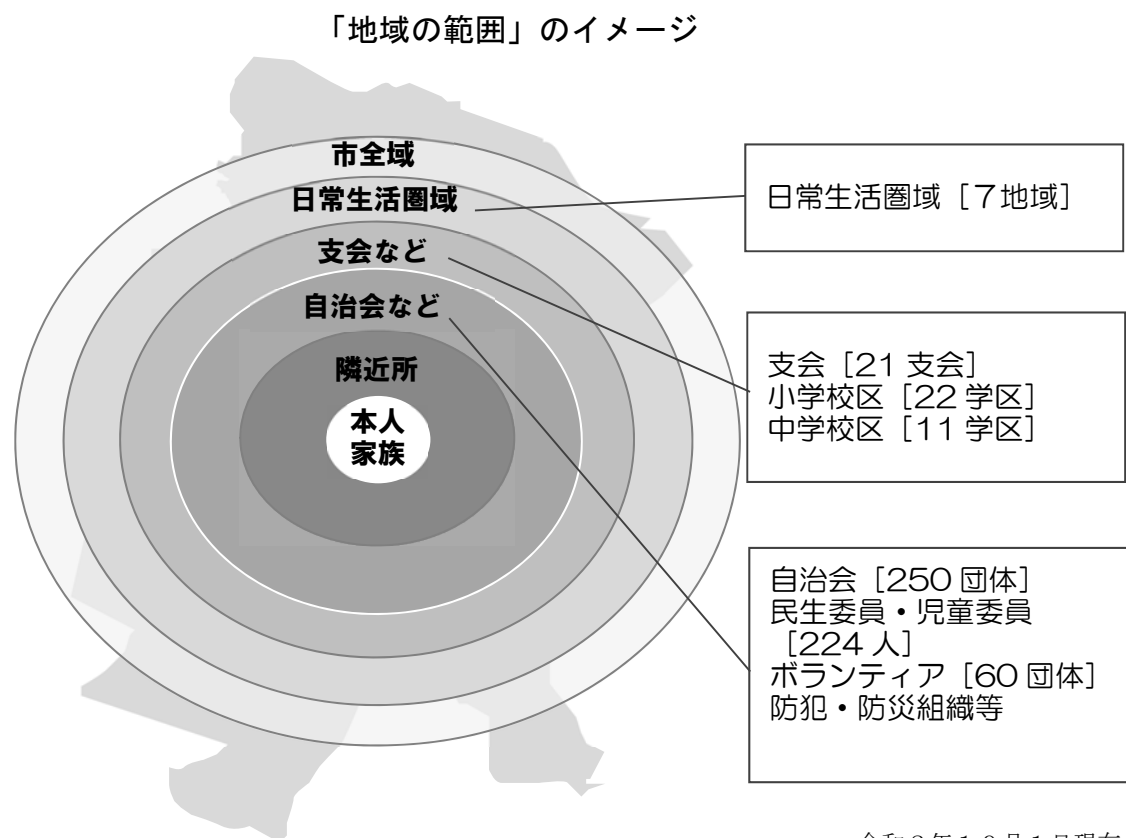 「地域の範囲」のイメージ
市全域
日常生活圏域
支会など
自治会など
隣近所
本人
家族
日常生活圏域［７地域］
支会［21 支会］
小学校区［22 学区］
中学校区［11 学区］
自治会［250 団体］
民生委員・児童委員
［224 人］
ボランティア［60 団体］
防犯・防災組織等